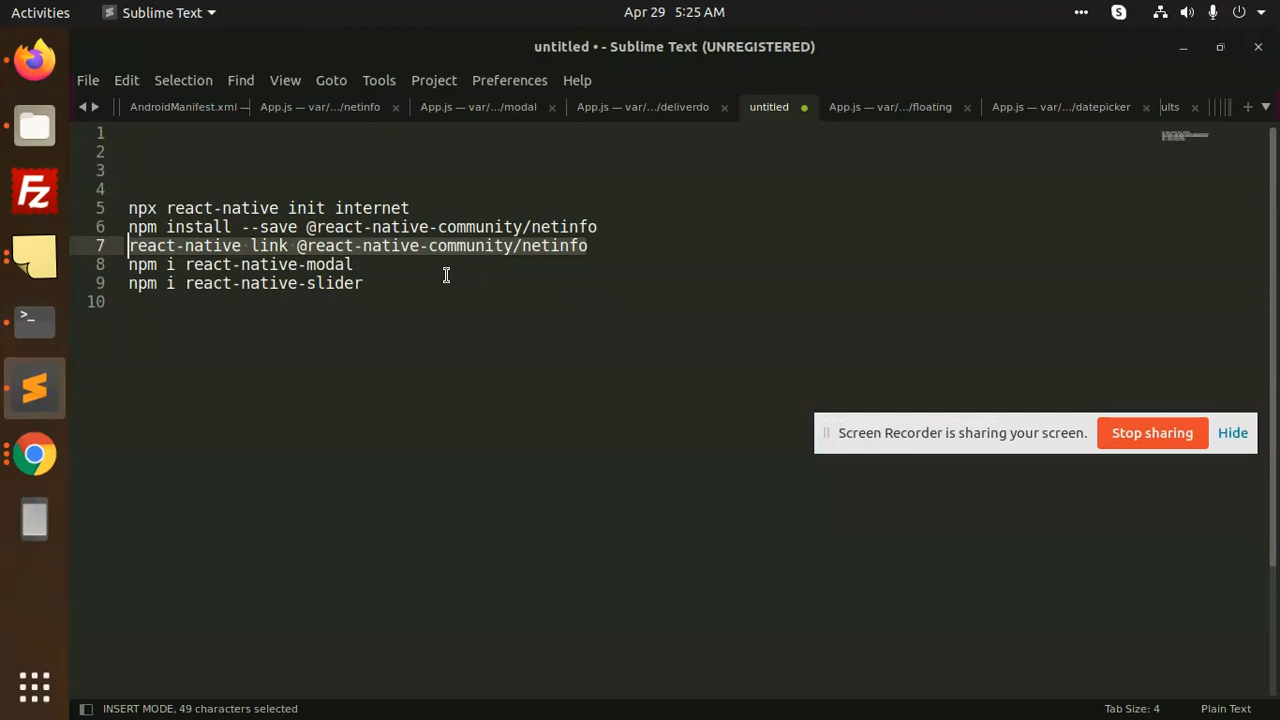 Activities
Sublime Text
Apr 29 5:25 AM
untitled • - Sublime Text (UNREGISTERED)
File Edit Selection Find View Goto Tools Project Preferences Help
AndroidManifest.xml —
App.js — var/.../netinfo
App.js — var/.../modal
App.js — var/.../deliverdo
untitled
App.js — var/.../floating
App.js — var/.../datepicker
ults
1
2
3
4
5 npx react-native init internet
6 npm install --save @react-native-community/netinfo
7 react-native link @react-native-community/netinfo
8 npm i react-native-modal
9 npm i react-native-slider
10
Screen Recorder is sharing your screen.
Stop sharing
Hide
INSERT MODE, 49 characters selected
Tab Size: 4
Plain Text